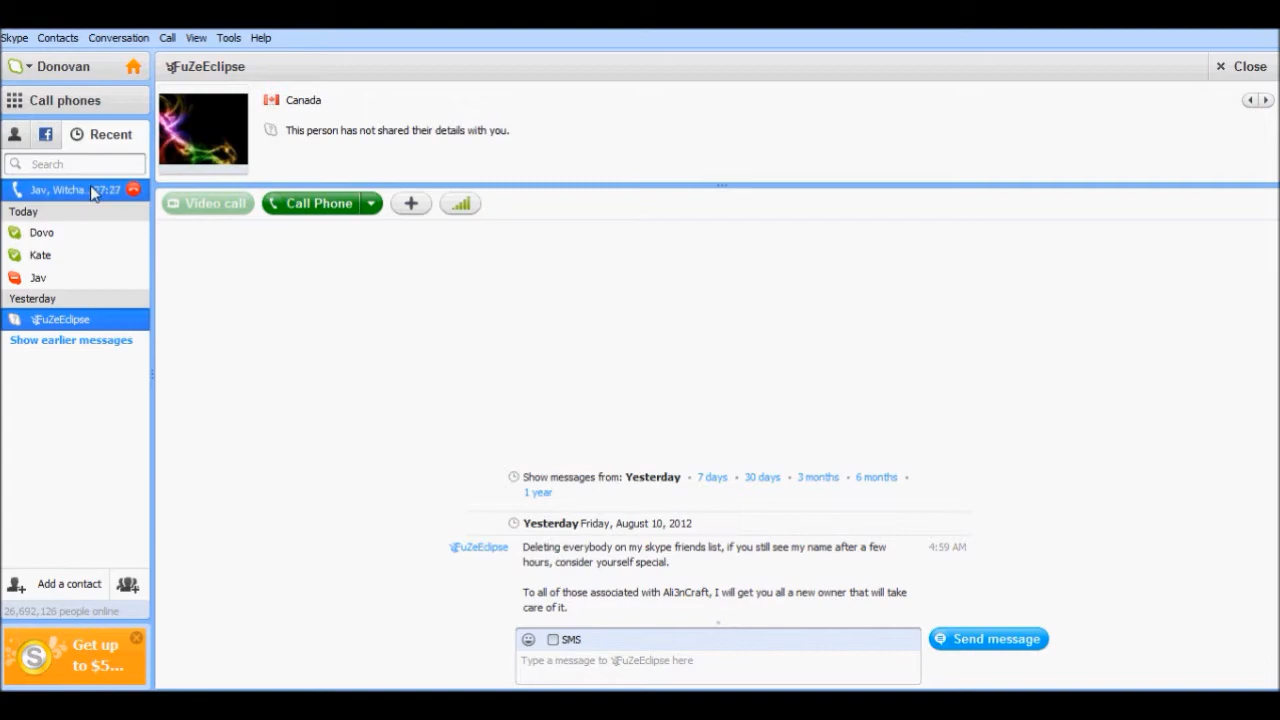 Skype Contacts Conversation Call View Tools Help
Donovan
FuZeEclipse
Close
Call phones
Canada
This person has not shared their details with you.
Recent
Search
Jav, Witcha... 27:27
Video call
Call Phone
Today
Dovo
Kate
Jav
Yesterday
FuZeEclipse
Show earlier messages
Show messages from: Yesterday • 7 days • 30 days • 3 months • 6 months •
1 year
Yesterday Friday, August 10, 2012
FuZeEclipse Deleting everybody on my skype friends list, if you still see my name after a few 4:59 AM
hours, consider yourself special.
To all of those associated with Ali3nCraft, I will get you all a new owner that will take
care of it.
Add a contact
26,692,126 people online
SMS
Send message
Type a message to FuZeEclipse here
S
Get up
to $5...